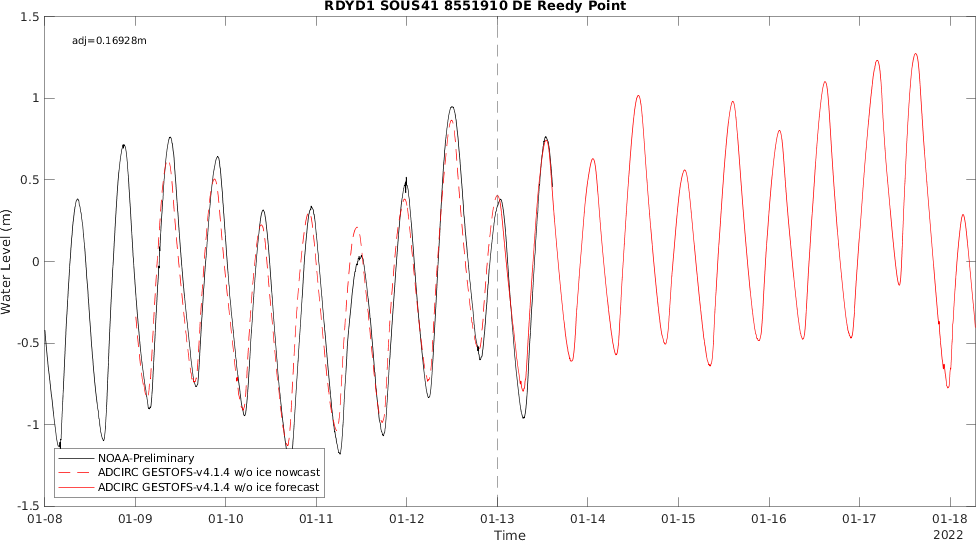 RDYD1 SOUS41 8551910 DE Reedy Point
adj=0.16928m
Water Level (m)
1.5
1
0.5
0
-0.5
-1
-1.5
NOAA-Preliminary
ADCIRC GESTOFS-v4.1.4 w/o ice nowcast
ADCIRC GESTOFS-v4.1.4 w/o ice forecast
01-08 01-09 01-10 01-11 01-12 01-13 01-14 01-15 01-16 01-17 01-18
Time
2022